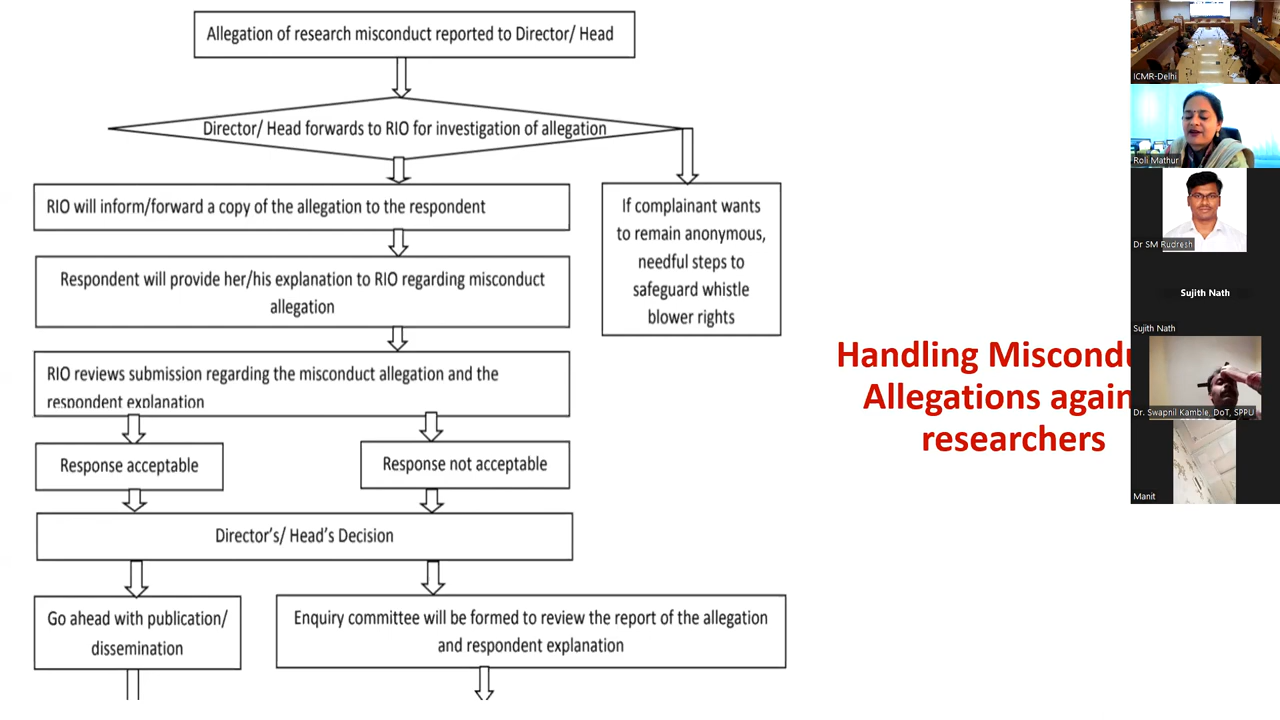 Allegation of research misconduct reported to Director/ Head
Director/ Head forwards to RIO for investigation of allegation
RIO will inform/forward a copy of the allegation to the respondent
If complainant wants
to remain anonymous,
needful steps to
safeguard whistle
blower rights
Respondent will provide her/his explanation to RIO regarding misconduct
allegation
RIO reviews submission regarding the misconduct allegation and the
respondent explanation
Response acceptable
Response not acceptable
Director's/ Head's Decision
Go ahead with publication/
dissemination
Enquiry committee will be formed to review the report of the allegation
and respondent explanation
Handling Miscondu
Allegations again
researchers
ICMR-Delhi
Roli Mathur
Dr SM Rudresh
Sujith Nath
Sujith Nath
Dr. Swapnil Kamble, DoT, SPPU
Manit